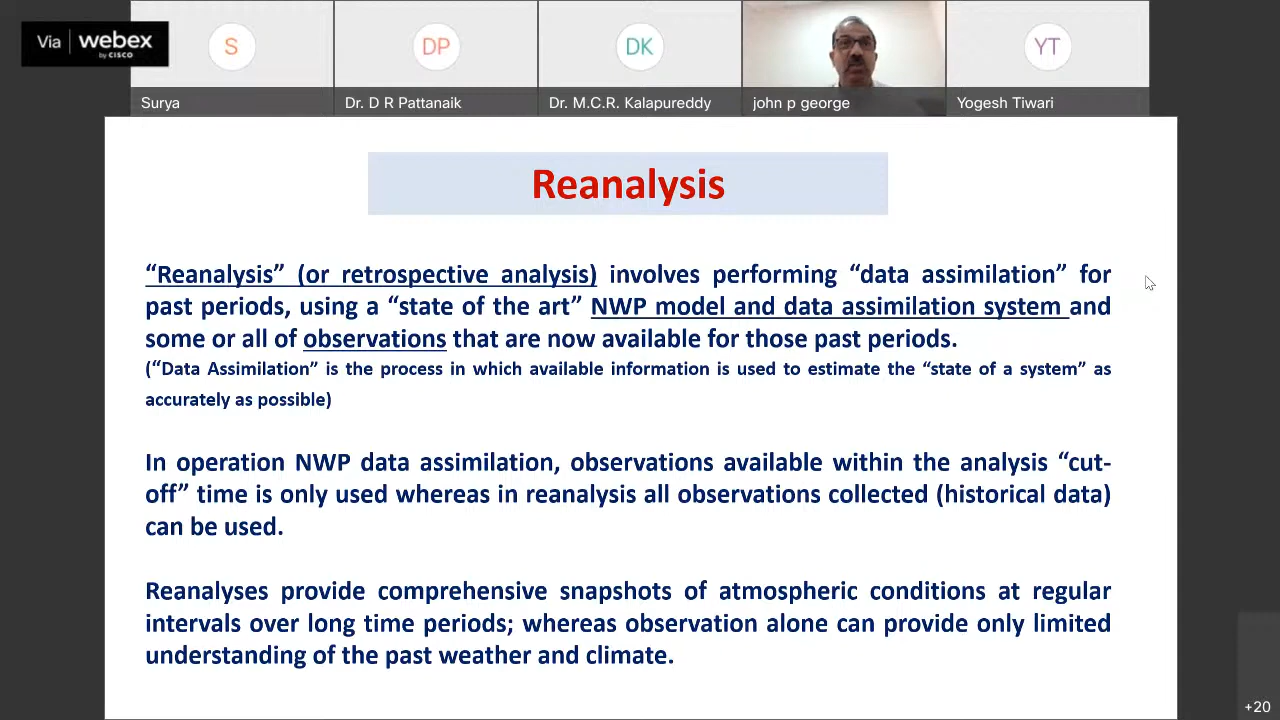 Via webex
by CISCO
S
DP
DK
YT
Surya
Dr. D R Pattanaik
Dr. M.C.R. Kalapureddy
john p george
Yogesh Tiwari
Reanalysis
“Reanalysis” (or retrospective analysis) involves performing “data assimilation” for
past periods, using a “state of the art” NWP model and data assimilation system and
some or all of observations that are now available for those past periods.
(“Data Assimilation” is the process in which available information is used to estimate the “state of a system” as
accurately as possible)
In operation NWP data assimilation, observations available within the analysis “cut-
off” time is only used whereas in reanalysis all observations collected (historical data)
can be used.
Reanalyses provide comprehensive snapshots of atmospheric conditions at regular
intervals over long time periods; whereas observation alone can provide only limited
understanding of the past weather and climate.
+20